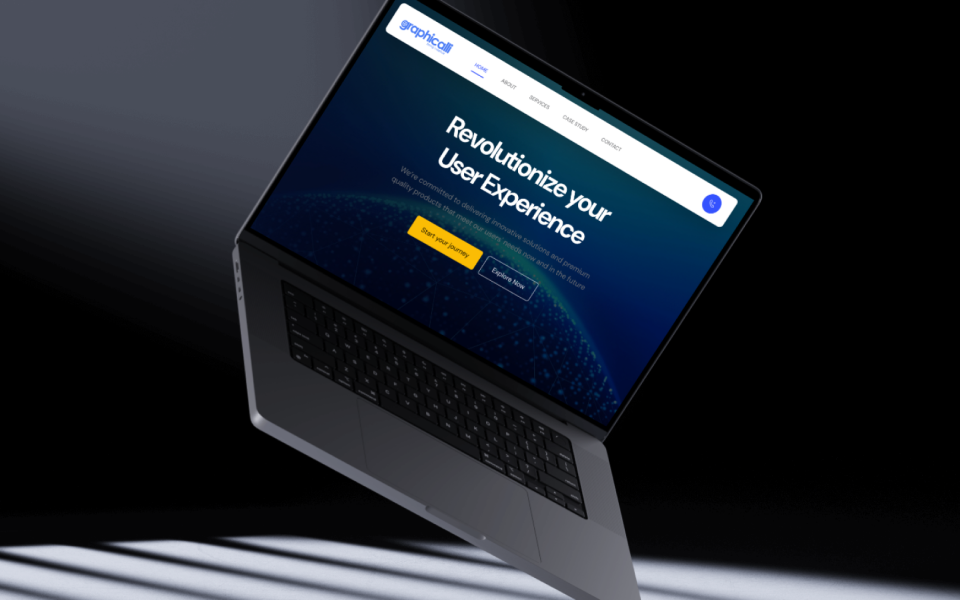 graphicalli
HOME
ABOUT
SERVICES
CASE STUDY
CONTACT
Revolutionize your
User Experience
We're committed to delivering innovative solutions and premium
quality products that meet our users needs now and in the future
Start your journey
Explore Now